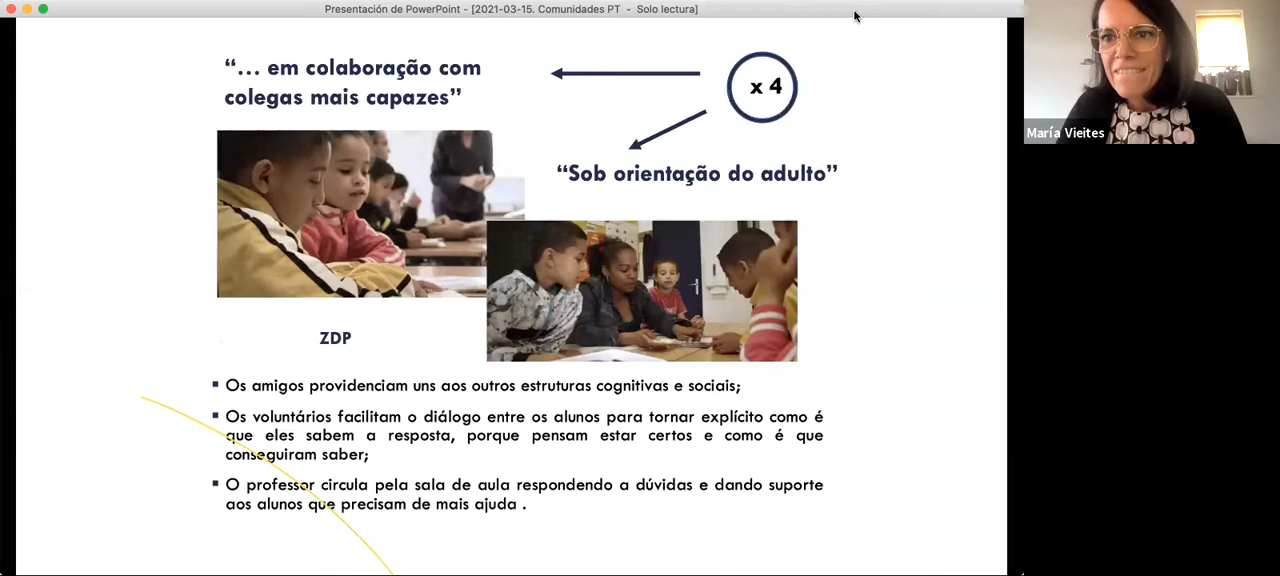 Presentación de PowerPoint - [2021-03-15. Comunidades PT - Solo lectura]
“... em colaboração com
colegas mais capazes”
x 4
María Vieites
“Sob orientação do adulto”
ZDP
▪ Os amigos providenciam uns aos outros estruturas cognitivas e sociais;
▪ Os voluntários facilitam o diálogo entre os alunos para tornar explícito como é
que eles sabem a resposta, porque pensam estar certos e como é que
conseguiram saber;
▪ O professor circula pela sala de aula respondendo a dúvidas e dando suporte
aos alunos que precisam de mais ajuda .